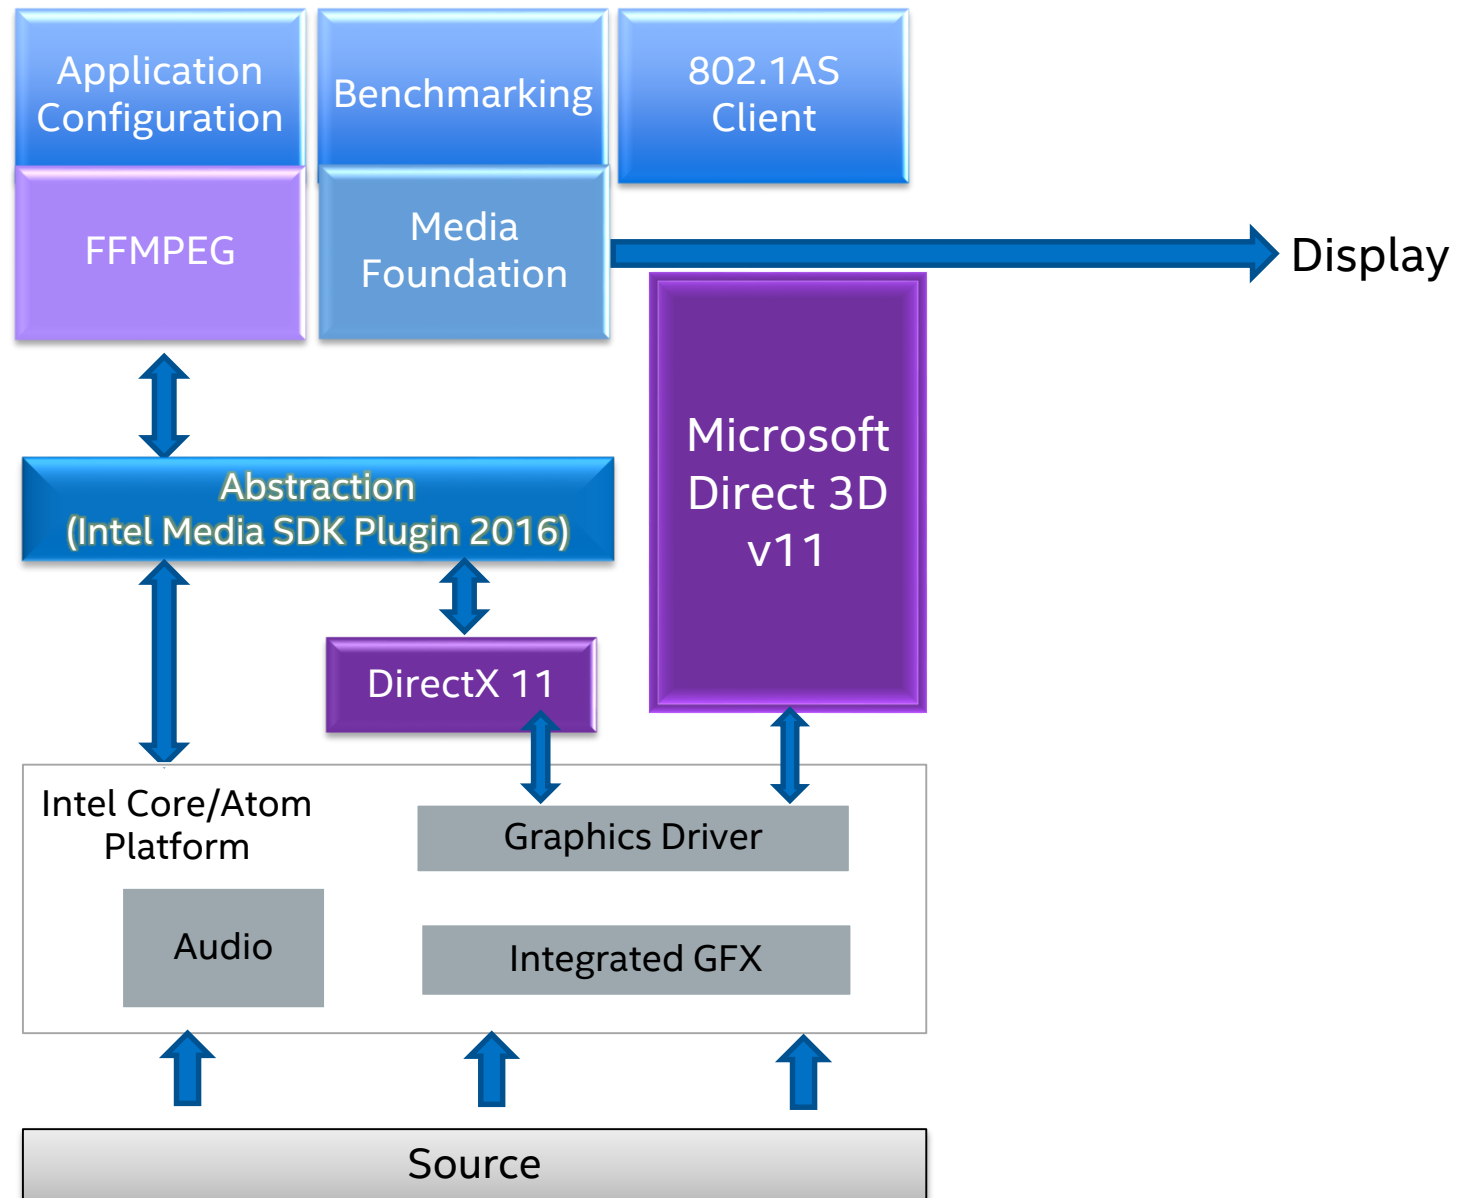 Application
Configuration
Benchmarking
802.1AS
Client
FFMPEG
Media
Foundation
Display
Microsoft
Direct 3D
v11
Abstraction
(Intel Media SDK Plugin 2016)
DirectX 11
Intel Core/Atom
Platform
Graphics Driver
Audio
Integrated GFX
Source